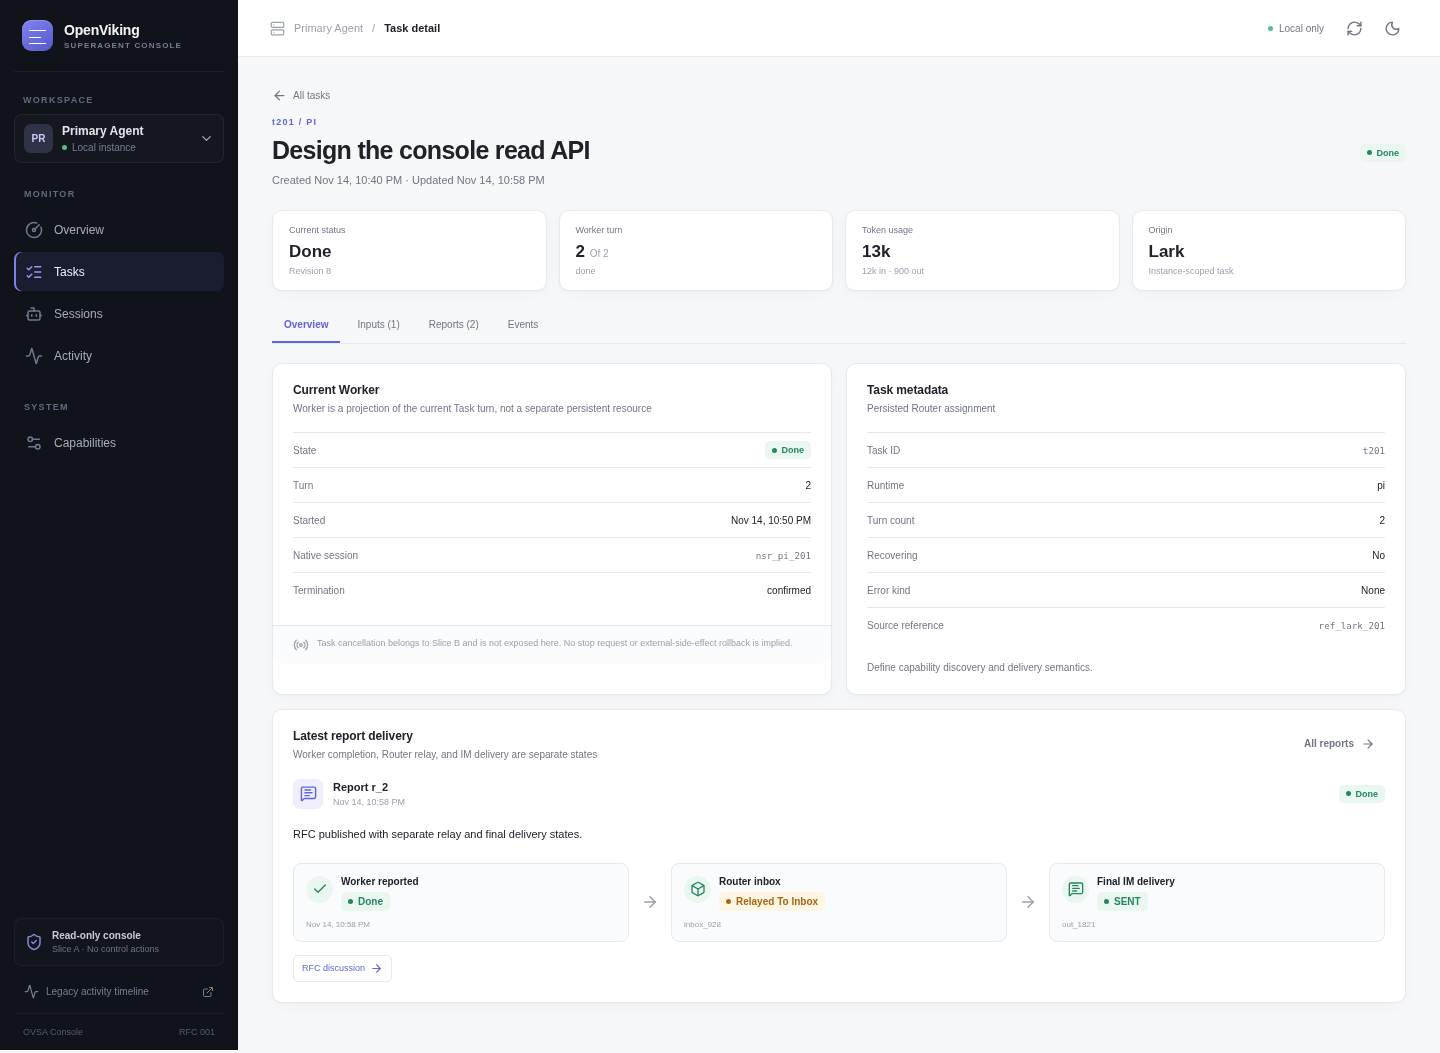 OpenViking
SUPERAGENT CONSOLE
WORKSPACE
PR
Primary Agent
Local instance
MONITOR
Overview
Tasks
Sessions
Activity
SYSTEM
Capabilities
Read-only console
Slice A · No control actions
Legacy activity timeline
OVSA Console
RFC 001
Primary Agent / Task detail
Local only
All tasks
t201 / PI
Design the console read API
Done
Created Nov 14, 10:40 PM · Updated Nov 14, 10:58 PM
Current status
Done
Revision 8
Worker turn
2 Of 2
done
Token usage
13k
12k in · 900 out
Origin
Lark
Instance-scoped task
Overview
Inputs (1)
Reports (2)
Events
Current Worker
Worker is a projection of the current Task turn, not a separate persistent resource
State
Done
Turn
2
Started
Nov 14, 10:50 PM
Native session
nsr_pi_201
Termination
confirmed
Task cancellation belongs to Slice B and is not exposed here. No stop request or external-side-effect rollback is implied.
Task metadata
Persisted Router assignment
Task ID
t201
Runtime
pi
Turn count
2
Recovering
No
Error kind
None
Source reference
ref_lark_201
Define capability discovery and delivery semantics.
Latest report delivery
Worker completion, Router relay, and IM delivery are separate states
All reports
Report r_2
Nov 14, 10:58 PM
Done
RFC published with separate relay and final delivery states.
Worker reported
Done
Nov 14, 10:58 PM
Router inbox
Relayed To Inbox
inbox_928
Final IM delivery
SENT
out_1821
RFC discussion